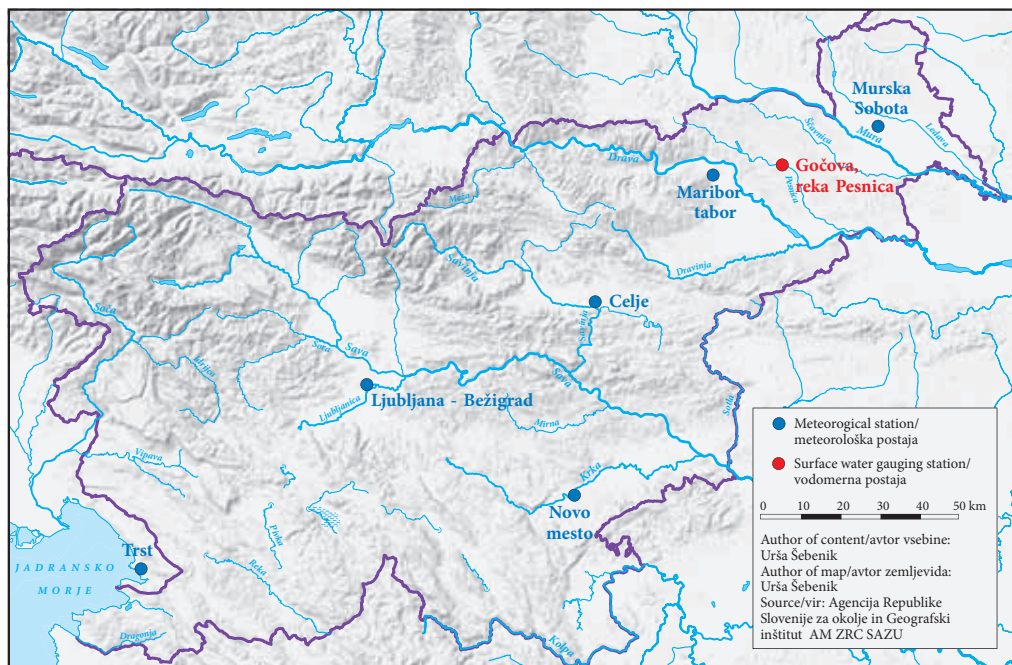 Murska
Sobota
Ščavnica
Mura
Ledava
Gočova,
reka Pesnica
Pesnica
Drava
Maribor -
tabor
Meža
Dravinja
Savinja
Celje
Savinja
Soča
Idrijca
Sora
Sava
Ljubljana - Bežigrad
Ljubljanica
Sava
Mirna
Sotla
Vipava
Krka
Novo
mesto
Pivka
Reka
Trst
JADRANSKO
MORJE
Dragonja
Kolpa
Meteorogical station/
meteorološka postaja
Surface water gauging station/
vodomerna postaja
0 10 20 30 40 50 km
Author of content/avtor vsebine:
Urša Šebenik
Author of map/avtor zemljevida:
Urša Šebenik
Source/vir: Agencija Republike
Slovenije za okolje in Geografski
inštitut AM ZRC SAZU